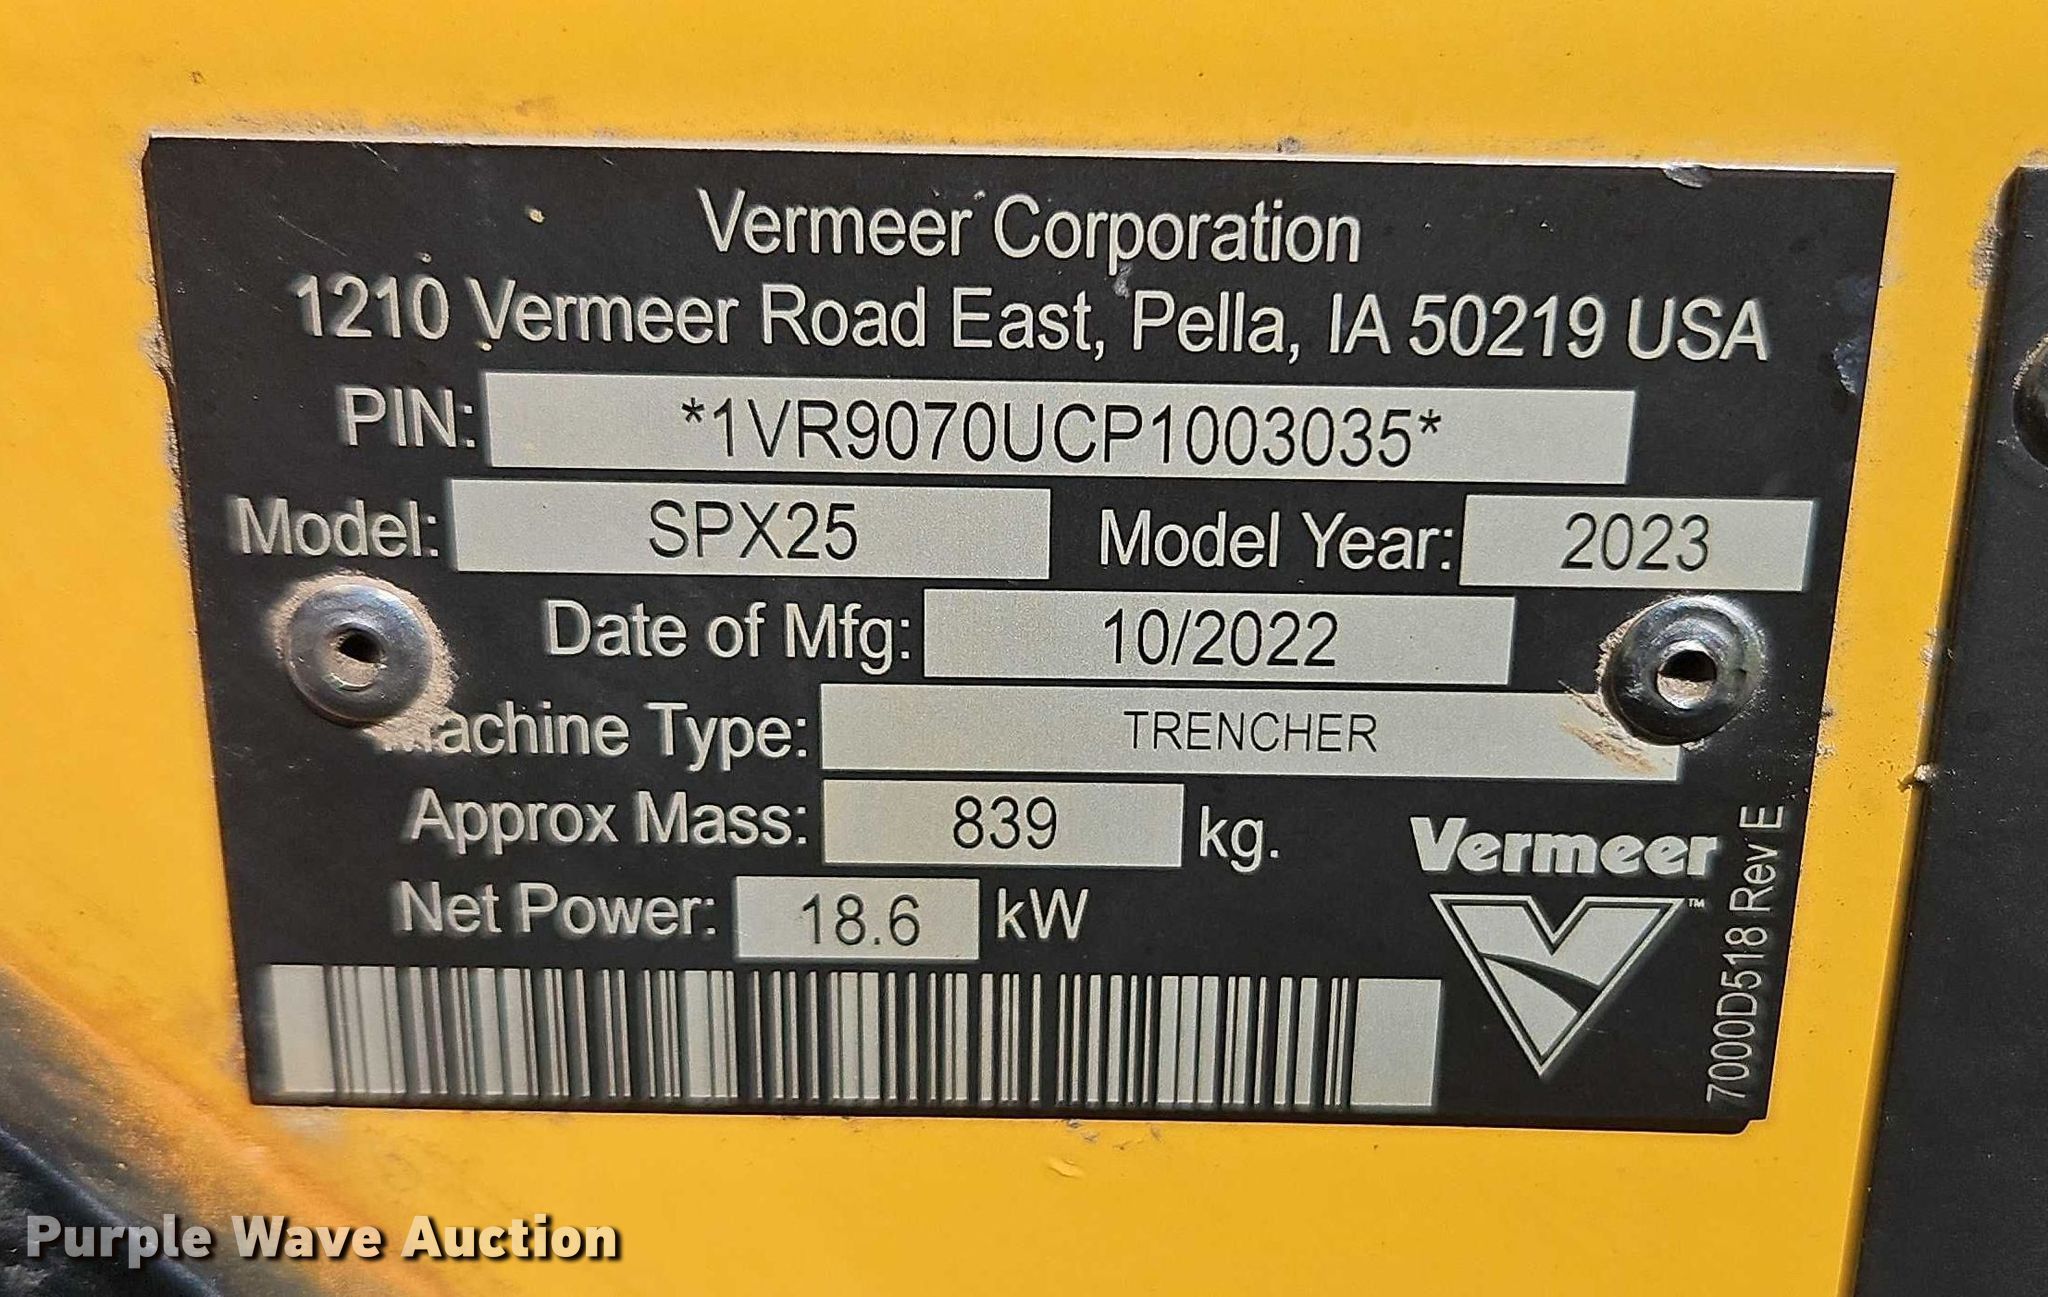 Vermeer Corporation
1210 Vermeer Road East, Pella, IA 50219 USA
PIN: *1VR9070UCP1003035*
Model: SPX25 Model Year: 2023
Date of Mfg: 10/2022
Machine Type: TRENCHER
Approx Mass: 839 kg.
Net Power: 18.6 kW
Vermeer
™
7000D518 Rev E
Purple Wave Auction